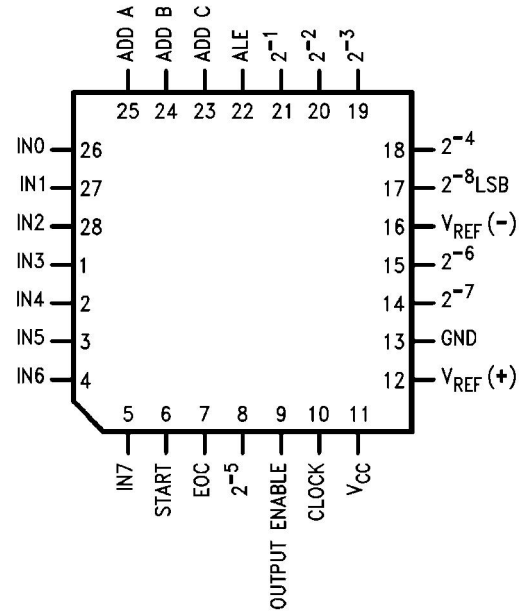 ADD A ADD B ADD C ALE 2⁻¹ 2⁻² 2⁻³
25 24 23 22 21 20 19
IN0 26 18 2⁻⁴
IN1 27 17 2⁻⁸LSB
IN2 28 16 V_REF(-)
IN3 1 15 2⁻⁶
IN4 2 14 2⁻⁷
IN5 3 13 GND
IN6 4 12 V_REF(+)
5 6 7 8 9 10 11
IN7 START EOC 2⁻⁵ OUTPUT ENABLE CLOCK V_CC